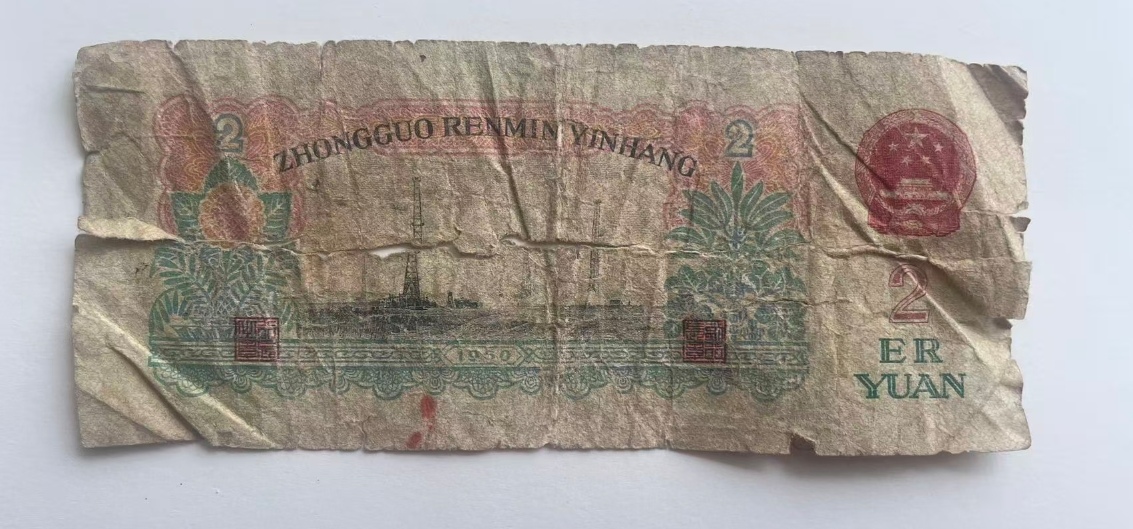 2
2
ZHONGGUO RENMIN YINHANG
1960
2
ER
YUAN